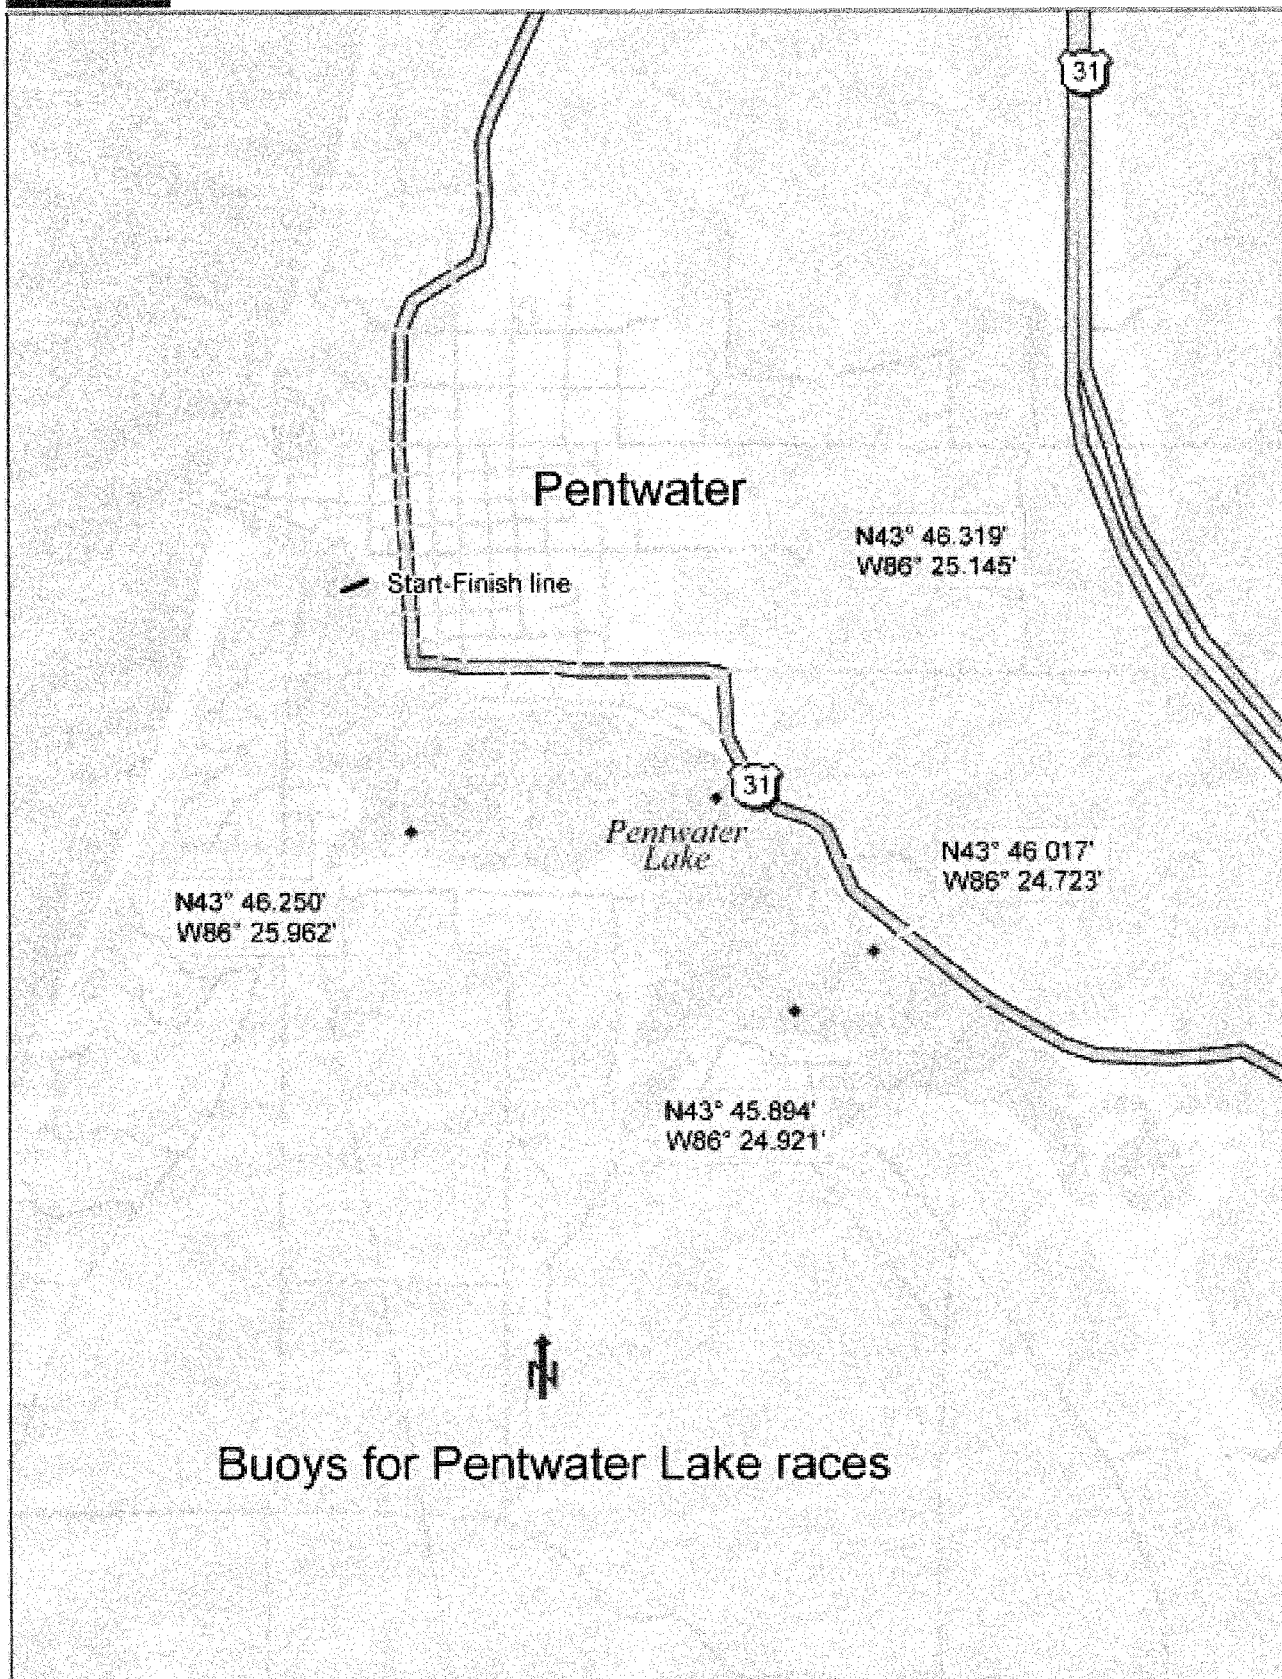 31
Pentwater
N43° 46.319'
W86° 25.145'
Start-Finish line
31
Pentwater
Lake
N43° 46.017'
W86° 24.723'
N43° 46.250'
W86° 25.962'
N43° 45.894'
W86° 24.921'
N
Buoys for Pentwater Lake races